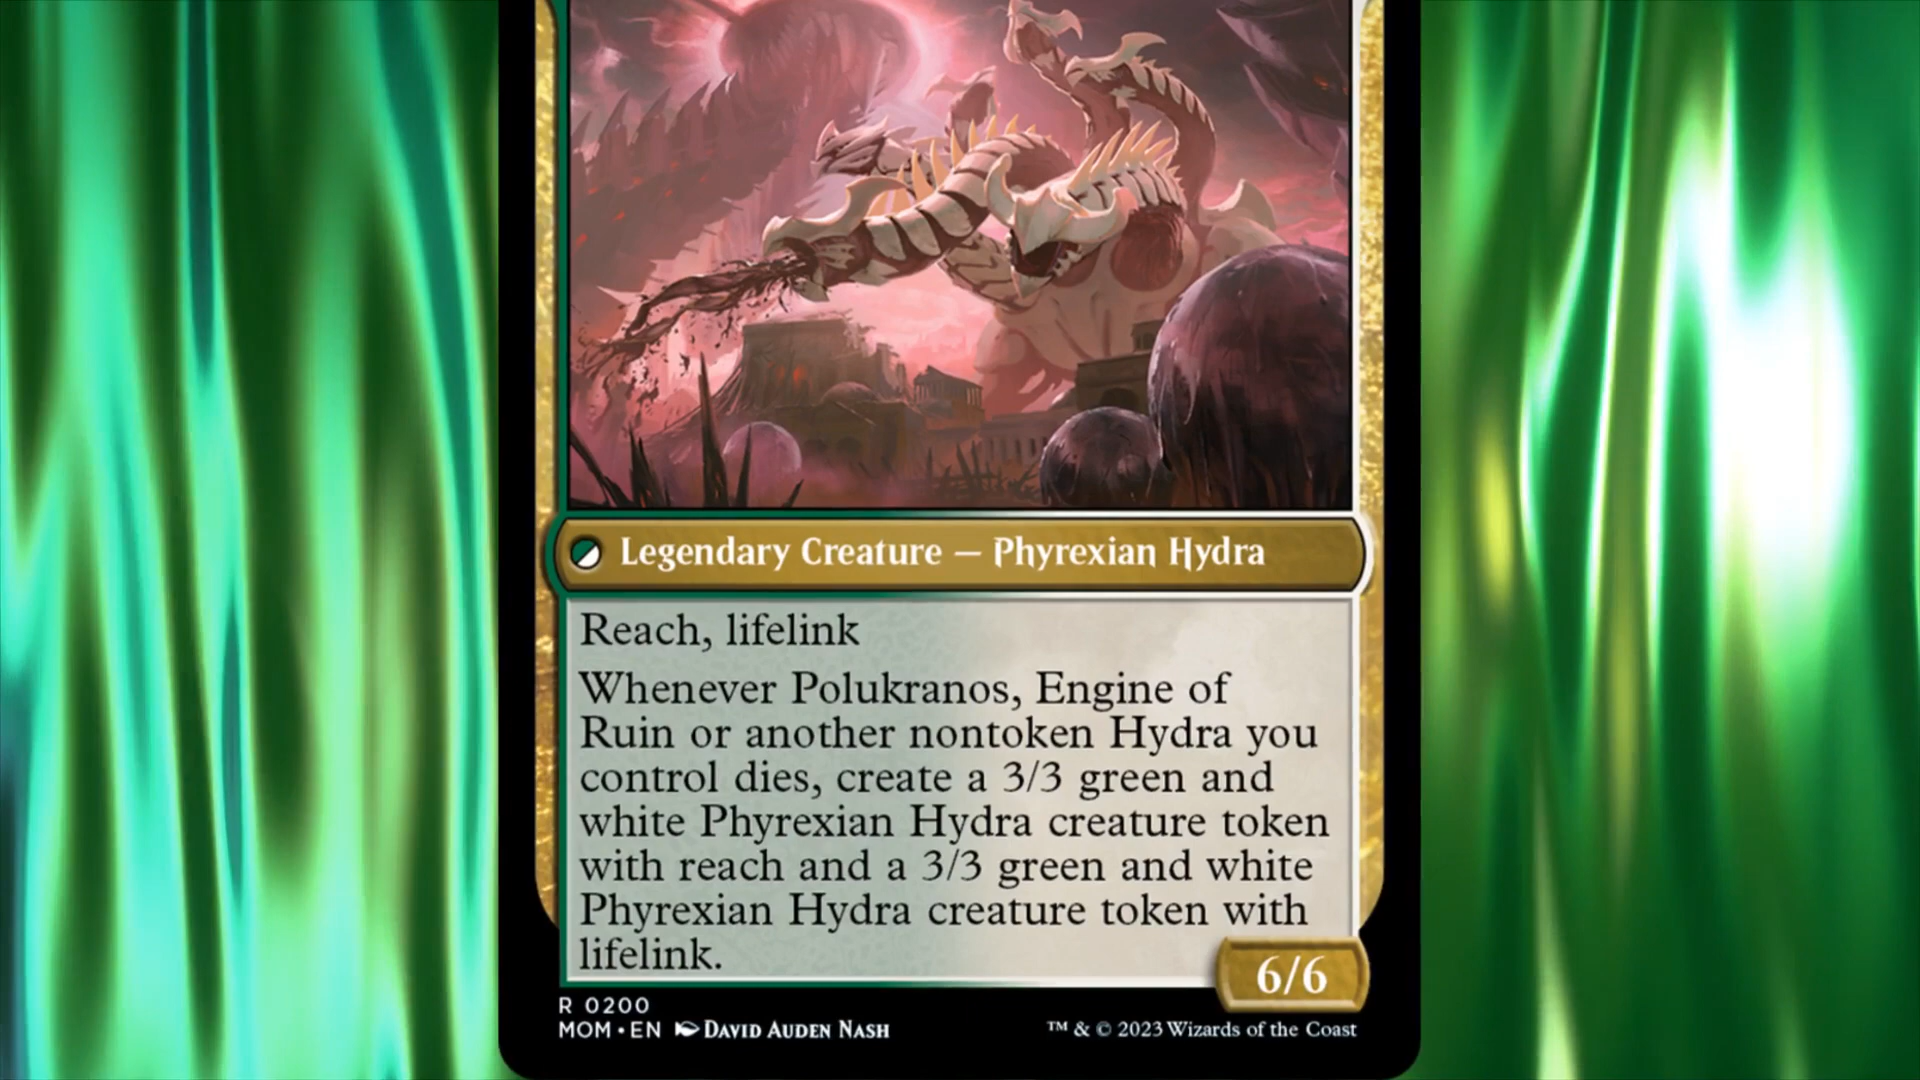 Legendary Creature — Phyrexian Hydra
Reach, lifelink
Whenever Polukranos, Engine of
Ruin or another nontoken Hydra you
control dies, create a 3/3 green and
white Phyrexian Hydra creature token
with reach and a 3/3 green and white
Phyrexian Hydra creature token with
lifelink.
6/6
R 0200
MOM • EN DAVID AUDEN NASH
™ & © 2023 Wizards of the Coast